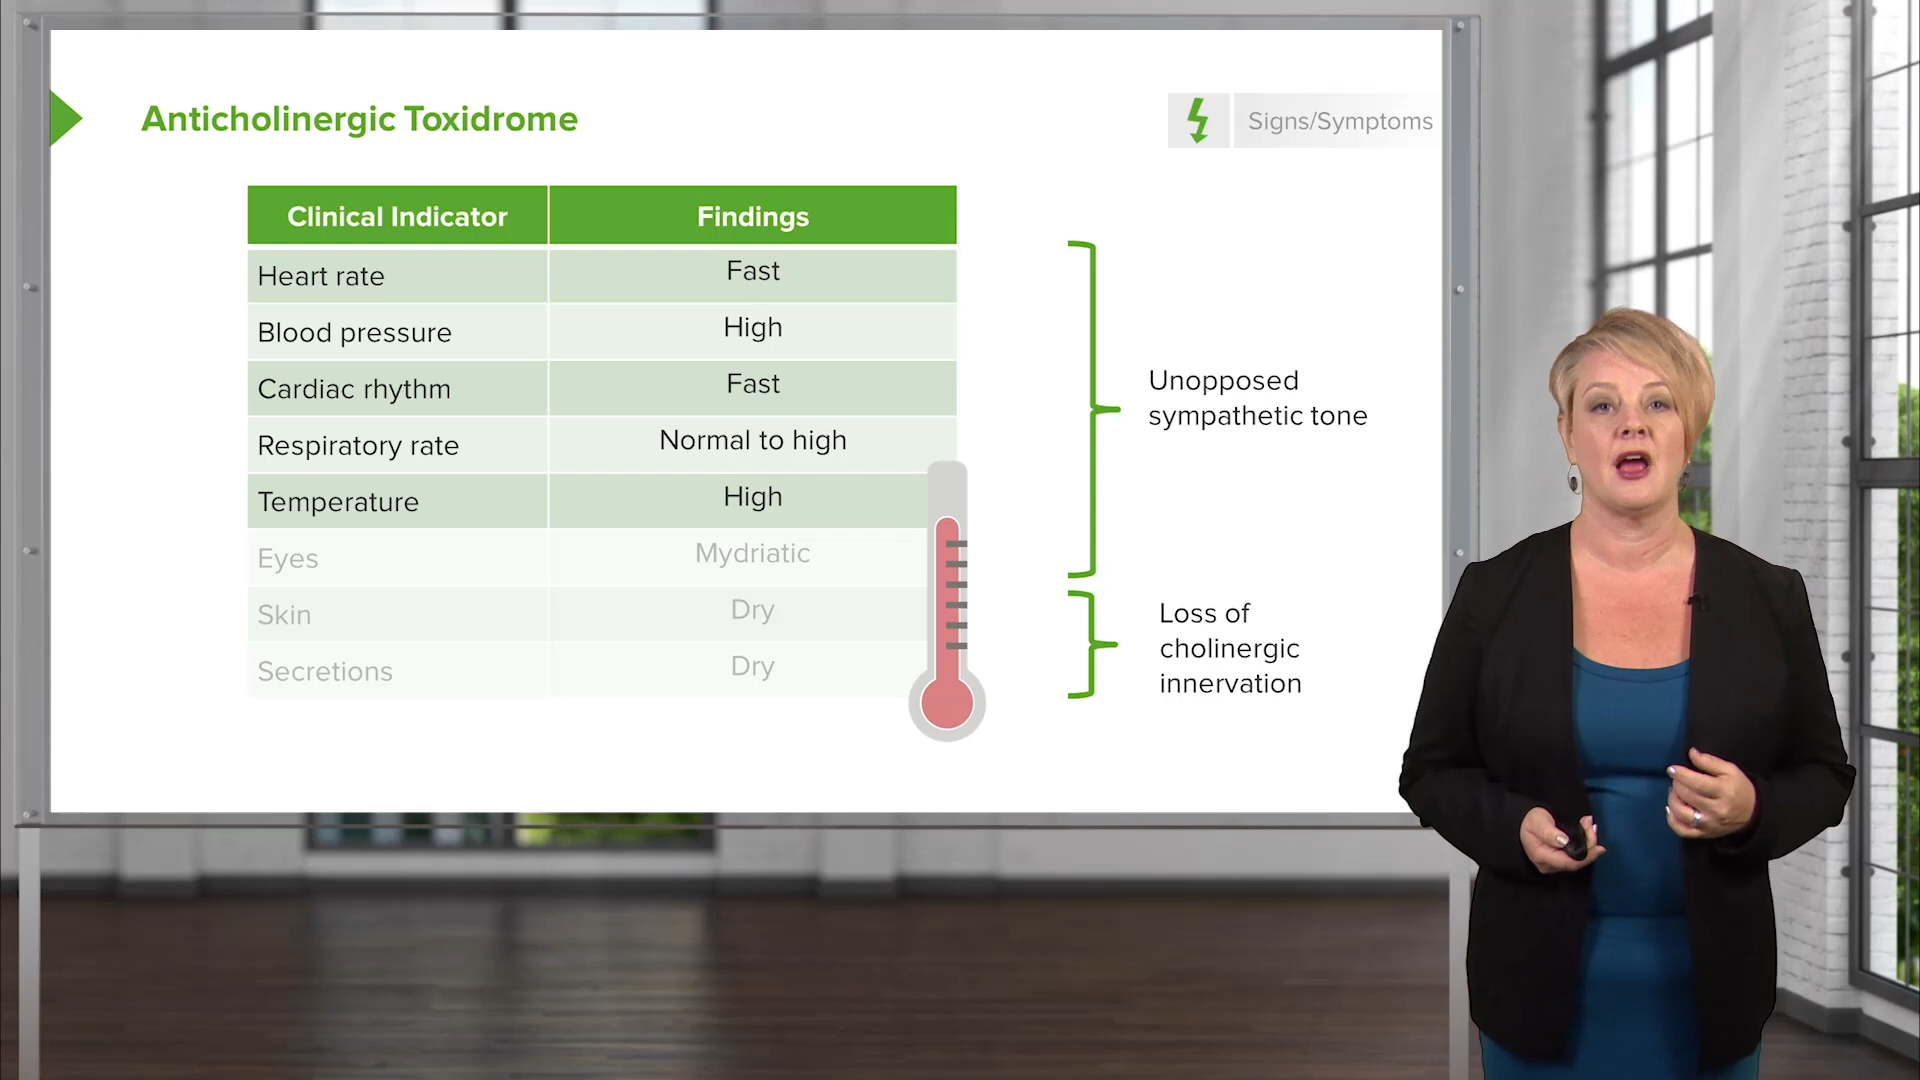 Anticholinergic Toxidrome
Signs/Symptoms
Clinical Indicator Findings
Heart rate Fast
Blood pressure High
Cardiac rhythm Fast
Respiratory rate Normal to high
Temperature High
Eyes Mydriatic
Skin Dry
Secretions Dry
Unopposed
sympathetic tone
Loss of
cholinergic
innervation